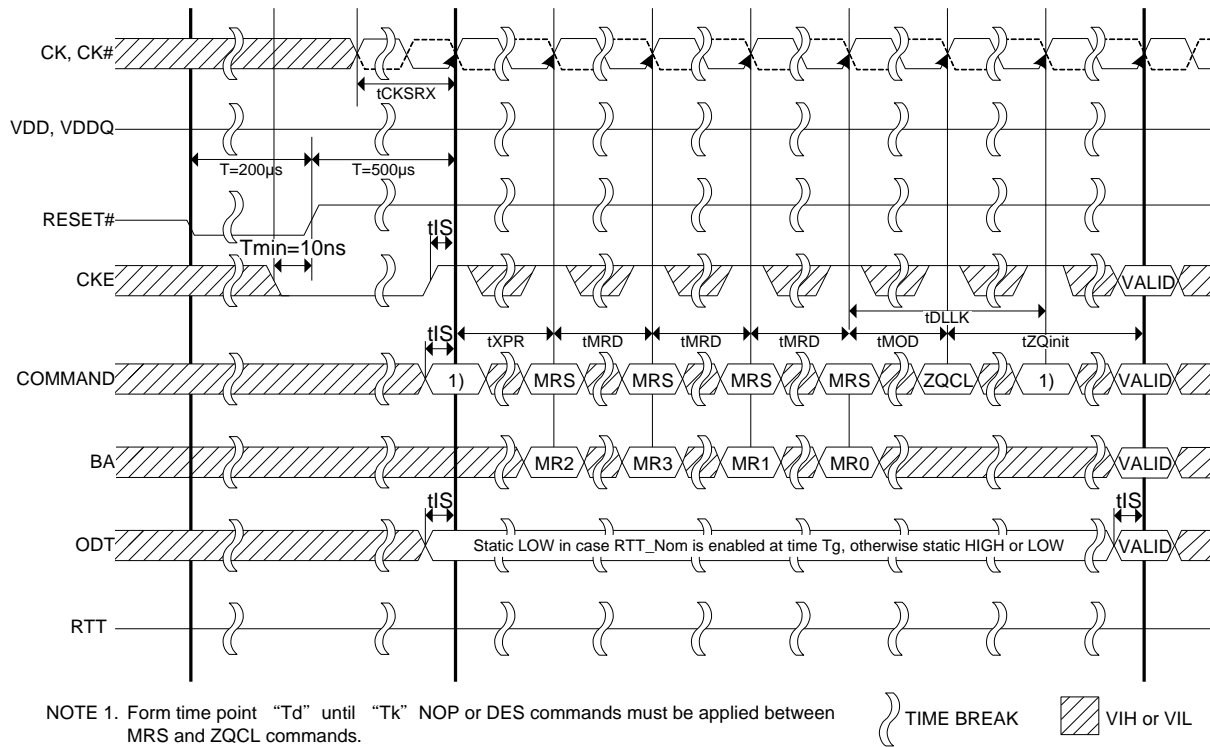 CK, CK#
tCKSRX
VDD, VDDQ
T=200µs T=500µs
RESET#
tIS
Tmin=10ns
CKE VALID
tDLLK
tIS tXPR tMRD tMRD tMRD tMOD tZQinit
COMMAND 1) MRS MRS MRS MRS ZQCL 1) VALID
BA MR2 MR3 MR1 MR0 VALID
tIS tIS
ODT Static LOW in case RTT_Nom is enabled at time Tg, otherwise static HIGH or LOW VALID
RTT
NOTE 1. Form time point “Td” until “Tk” NOP or DES commands must be applied between
MRS and ZQCL commands.
TIME BREAK VIH or VIL